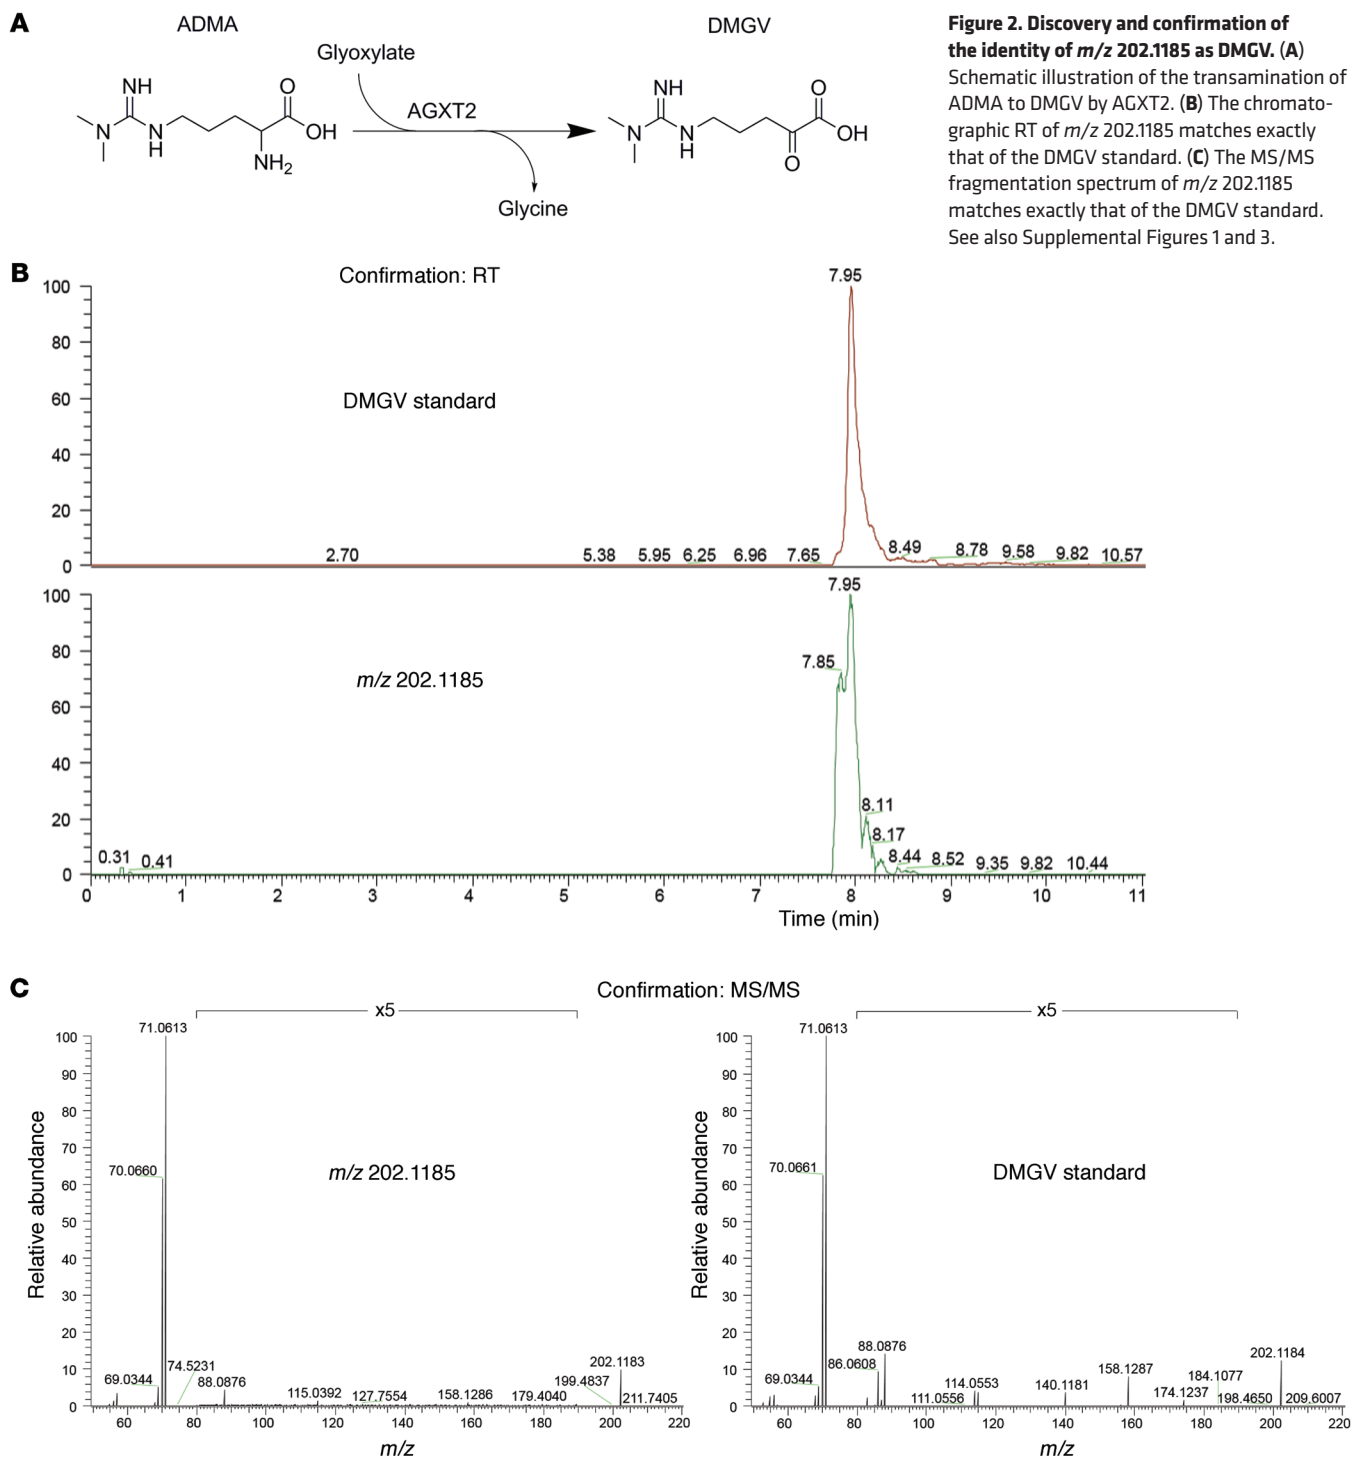 A
ADMA
DMGV
Glyoxylate
AGXT2
Glycine
NH
N
N
H
O
OH
NH2
NH
N
N
H
O
OH
O
Figure 2. Discovery and confirmation of
the identity of m/z 202.1185 as DMGV. (A)
Schematic illustration of the transamination of
ADMA to DMGV by AGXT2. (B) The chromato-
graphic RT of m/z 202.1185 matches exactly
that of the DMGV standard. (C) The MS/MS
fragmentation spectrum of m/z 202.1185
matches exactly that of the DMGV standard.
See also Supplemental Figures 1 and 3.
B
Confirmation: RT
DMGV standard
100
80
60
40
20
0
2.70 5.38 5.95 6.25 6.96 7.65 7.95 8.49 8.78 9.58 9.82 10.57
m/z 202.1185
100
80
60
40
20
0
0.31 0.41 7.85 7.95 8.11 8.17 8.44 8.52 9.35 9.82 10.44
0 1 2 3 4 5 6 7 8 9 10 11
Time (min)
C
Confirmation: MS/MS
x5
m/z 202.1185
Relative abundance
100
90
80
70
60
50
40
30
20
10
0
71.0613
70.0660
69.0344
74.5231
88.0876
115.0392
127.7554
158.1286
179.4040
199.4837
202.1183
211.7405
60 80 100 120 140 160 180 200 220
m/z
x5
DMGV standard
Relative abundance
100
90
80
70
60
50
40
30
20
10
0
71.0613
70.0661
69.0344
86.0608
88.0876
111.0556
114.0553
140.1181
158.1287
174.1237
184.1077
198.4650
202.1184
209.6007
60 80 100 120 140 160 180 200 220
m/z